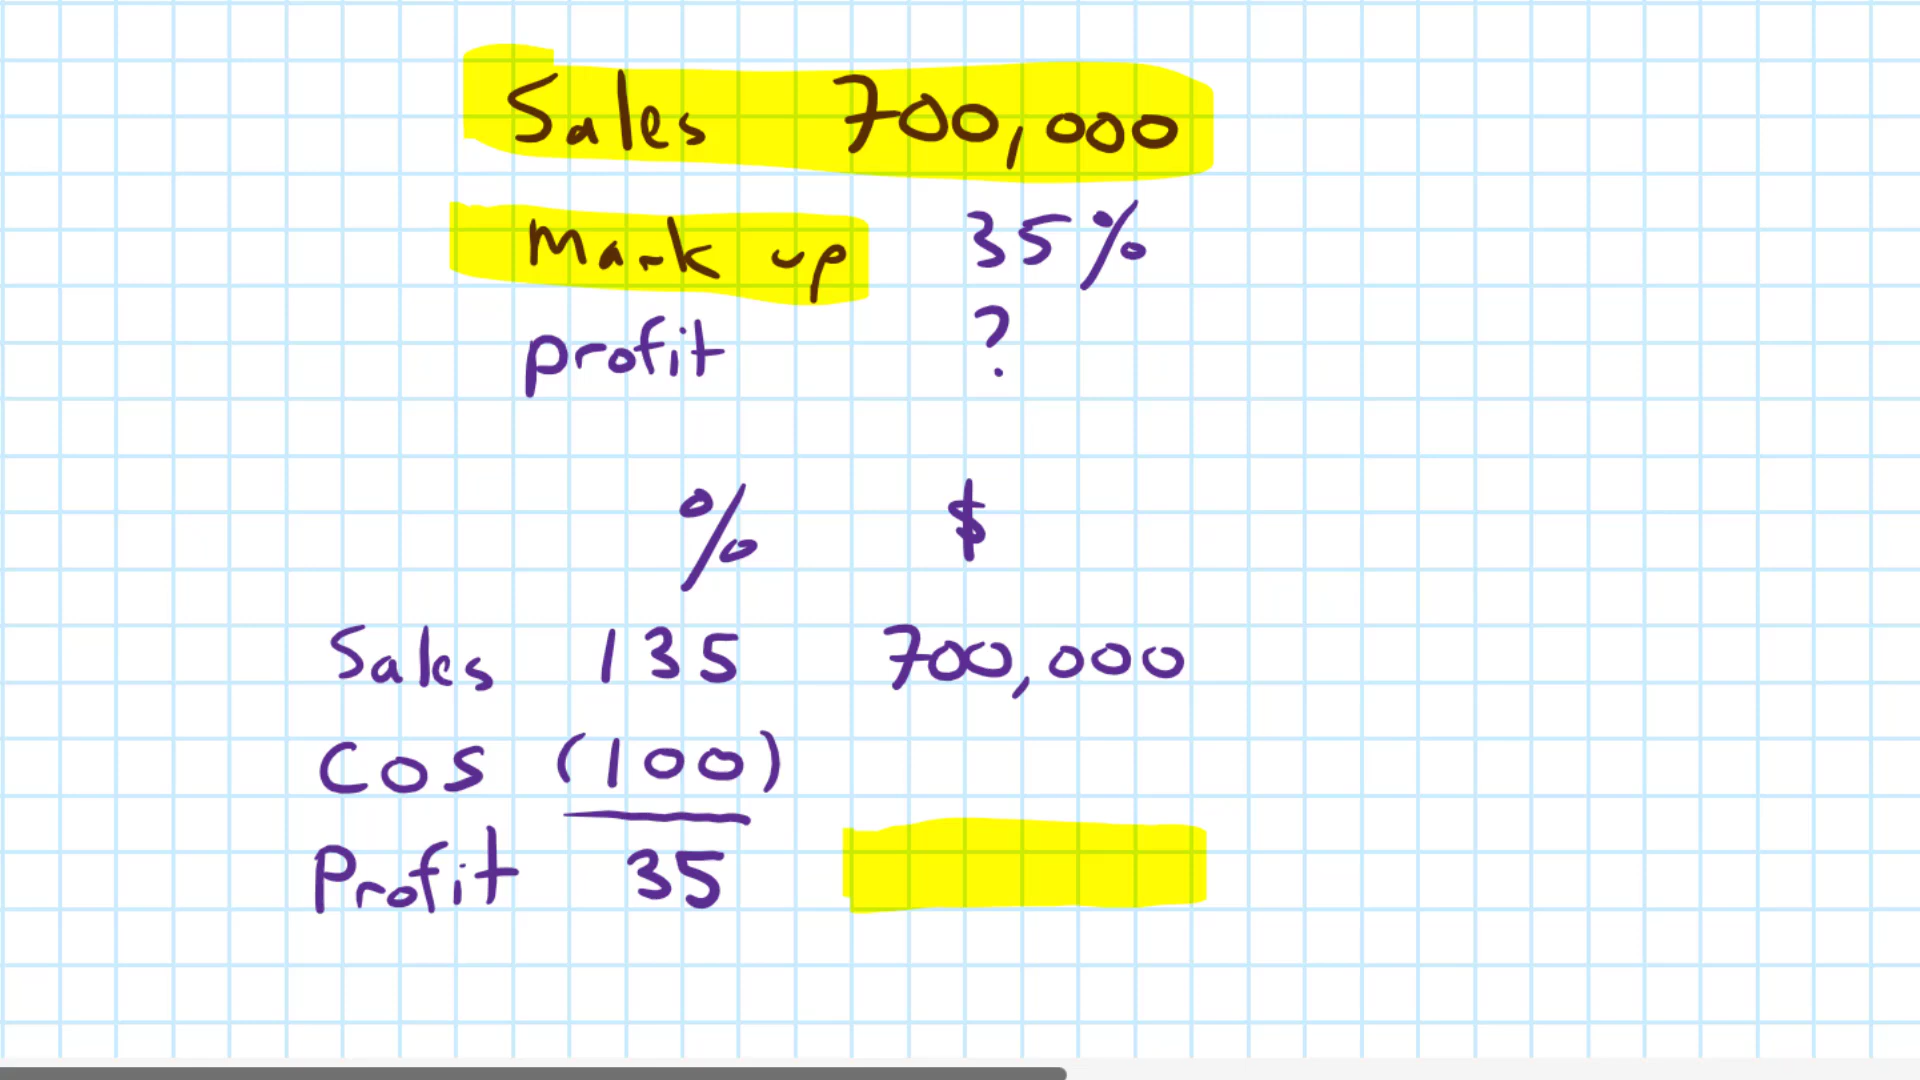 Sales 700,000
Mark up 35%
profit ?
% $
Sales 135 700,000
COS (100)
Profit 35